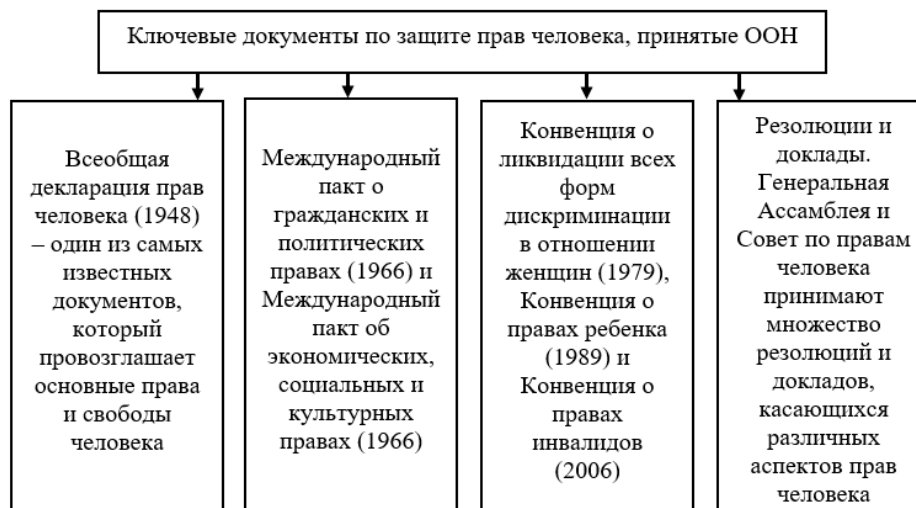 Ключевые документы по защите прав человека, принятые ООН
Всеобщая
декларация прав
человека (1948)
– один из самых
известных
документов,
который
провозглашает
основные права
и свободы
человека
Международный
пакт о
гражданских и
политических
правах (1966) и
Международный
пакт об
экономических,
социальных и
культурных
правах (1966)
Конвенция о
ликвидации всех
форм
дискриминации
в отношении
женщин (1979),
Конвенция о
правах ребенка
(1989) и
Конвенция о
правах
инвалидов
(2006)
Резолюции и
доклады.
Генеральная
Ассамблея и
Совет по правам
человека
принимают
множество
резолюций и
докладов,
касающихся
различных
аспектов прав
человека